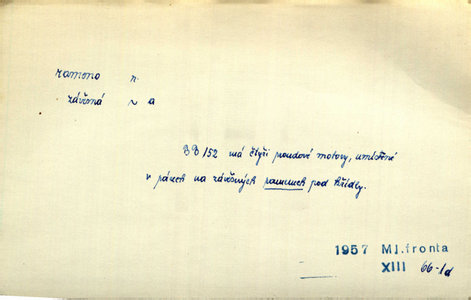 rameno n.
závěsná ~ a
BB 152 má čtyři proudové motory, umístěné
v párech na závěsných ramenech pod křídly.
1957 Ml. fronta
XIII 66-1d